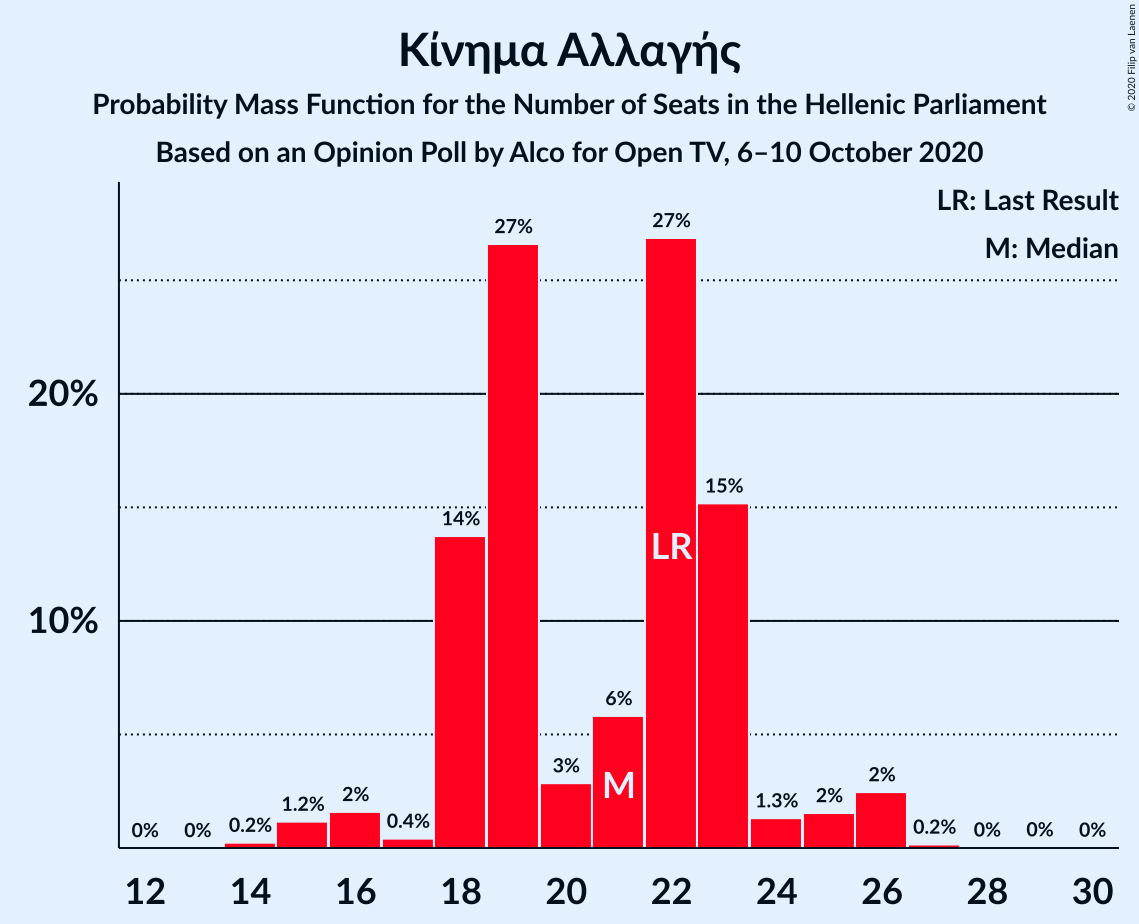 Κίνημα Αλλαγής
Probability Mass Function for the Number of Seats in the Hellenic Parliament
Based on an Opinion Poll by Alco for Open TV, 6–10 October 2020
© 2020 Filip van Laenen
LR: Last Result
M: Median
20%
10%
0%
0%
0.2%
1.2%
2%
0.4%
14%
27%
3%
6%
27%
15%
1.3%
2%
2%
0.2%
0%
0%
0%
LR
M
12 14 16 18 20 22 24 26 28 30